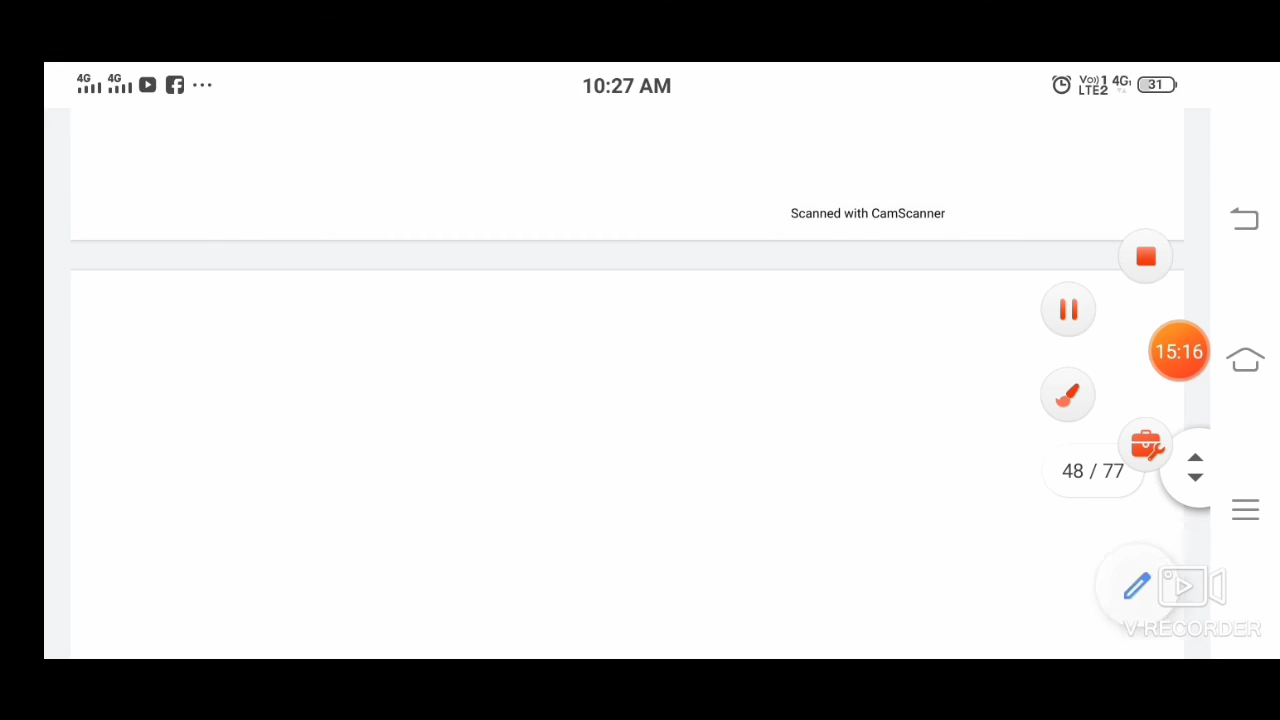 4G 4G ... 10:27 AM Vo)) 1 LTE2 4G 31
Scanned with CamScanner
15:16
48 / 77
V-RECORDER